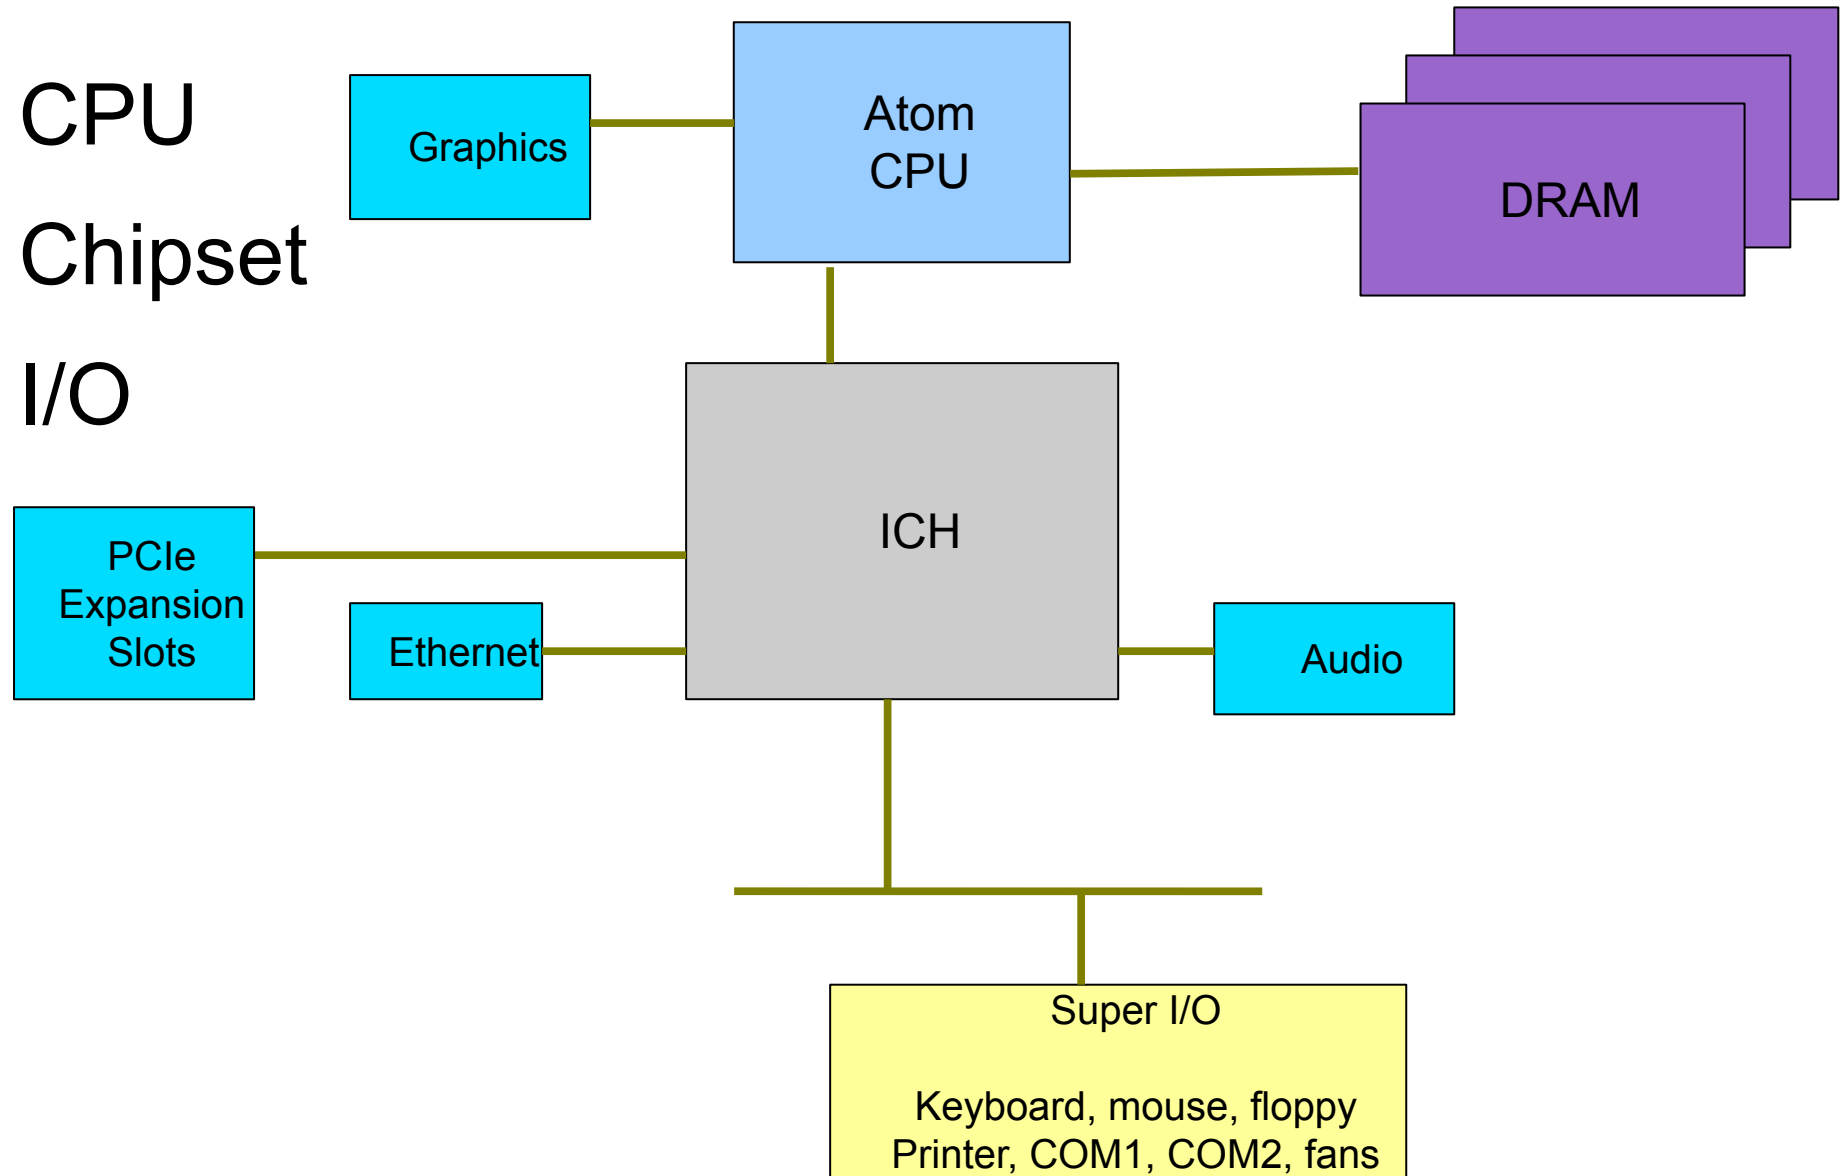 CPU
Chipset
I/O
Graphics
Atom
CPU
DRAM
ICH
PCIe
Expansion
Slots
Ethernet
Audio
Super I/O
Keyboard, mouse, floppy
Printer, COM1, COM2, fans